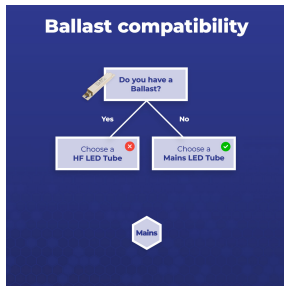 Ballast compatibility
Do you have a
Ballast?
Yes
No
Choose a
HF LED Tube
Choose a
Mains LED Tube
Mains